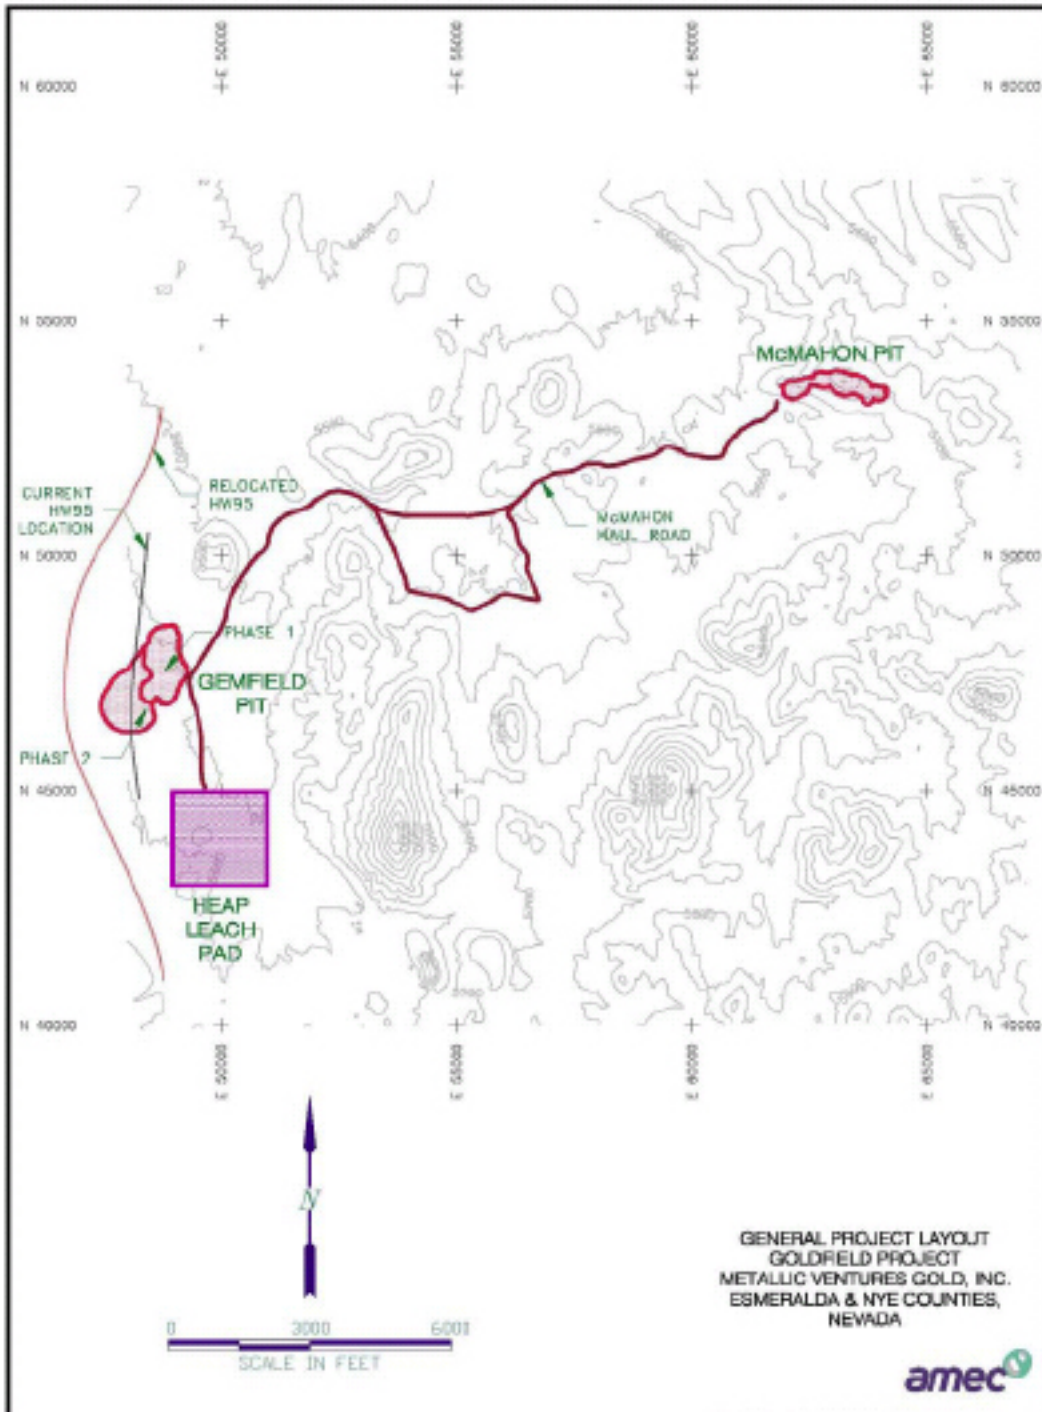 E 50000
E 55000
E 60000
E 65000
N 60000
N 60000
N 55000
N 55000
McMAHON PIT
5600
RELOCATED
HW95
CURRENT
HW95
LOCATION
McMAHON
HAUL ROAD
N 50000
N 50000
PHASE 1
GEMFIELD
PIT
PHASE 2
N 45000
N 45000
HEAP
LEACH
PAD
N 40000
N 40000
E 50000
E 55000
E 60000
E 65000
N
0 3000 6000
SCALE IN FEET
GENERAL PROJECT LAYOUT
GOLDFIELD PROJECT
METALLIC VENTURES GOLD, INC.
ESMERALDA & NYE COUNTIES,
NEVADA
amec